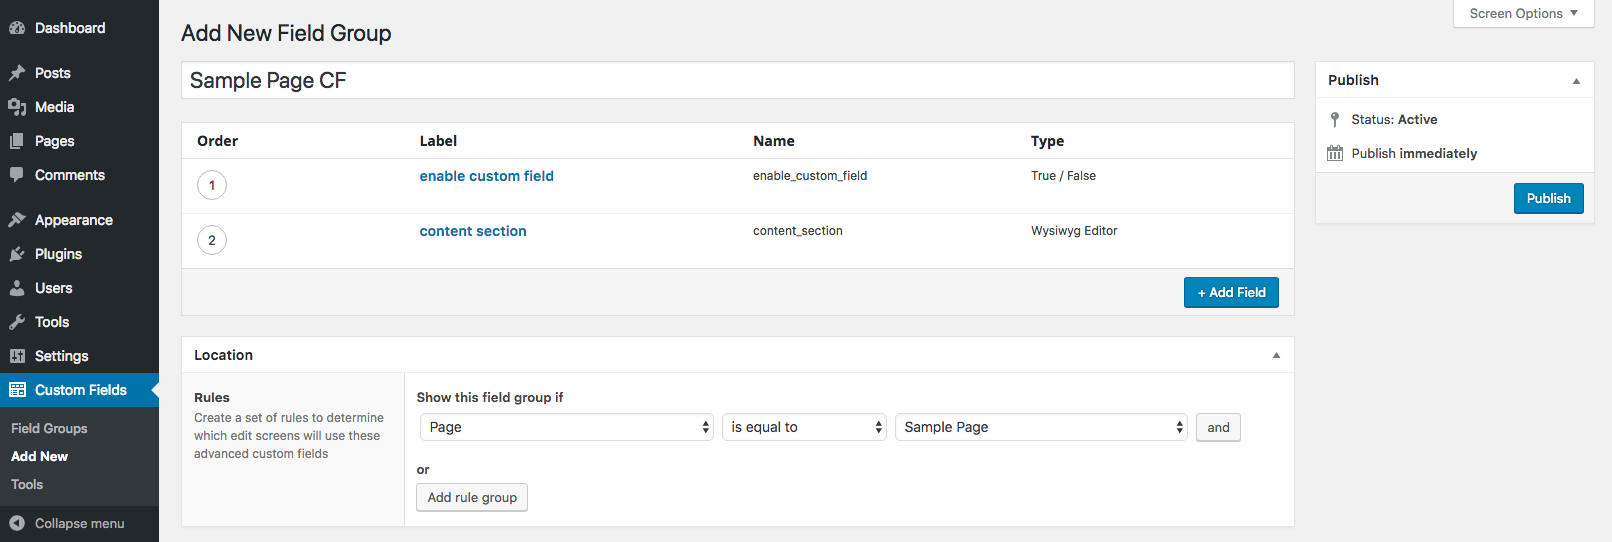 Dashboard
Posts
Media
Pages
Comments
Appearance
Plugins
Users
Tools
Settings
Custom Fields
Field Groups
Add New
Tools
Collapse menu
Screen Options
Add New Field Group
Sample Page CF
Order Label Name Type
1 enable custom field enable_custom_field True / False
2 content section content_section Wysiwyg Editor
+ Add Field
Location
Rules
Create a set of rules to determine
which edit screens will use these
advanced custom fields
Show this field group if
Page is equal to Sample Page and
or
Add rule group
Publish
Status: Active
Publish immediately
Publish